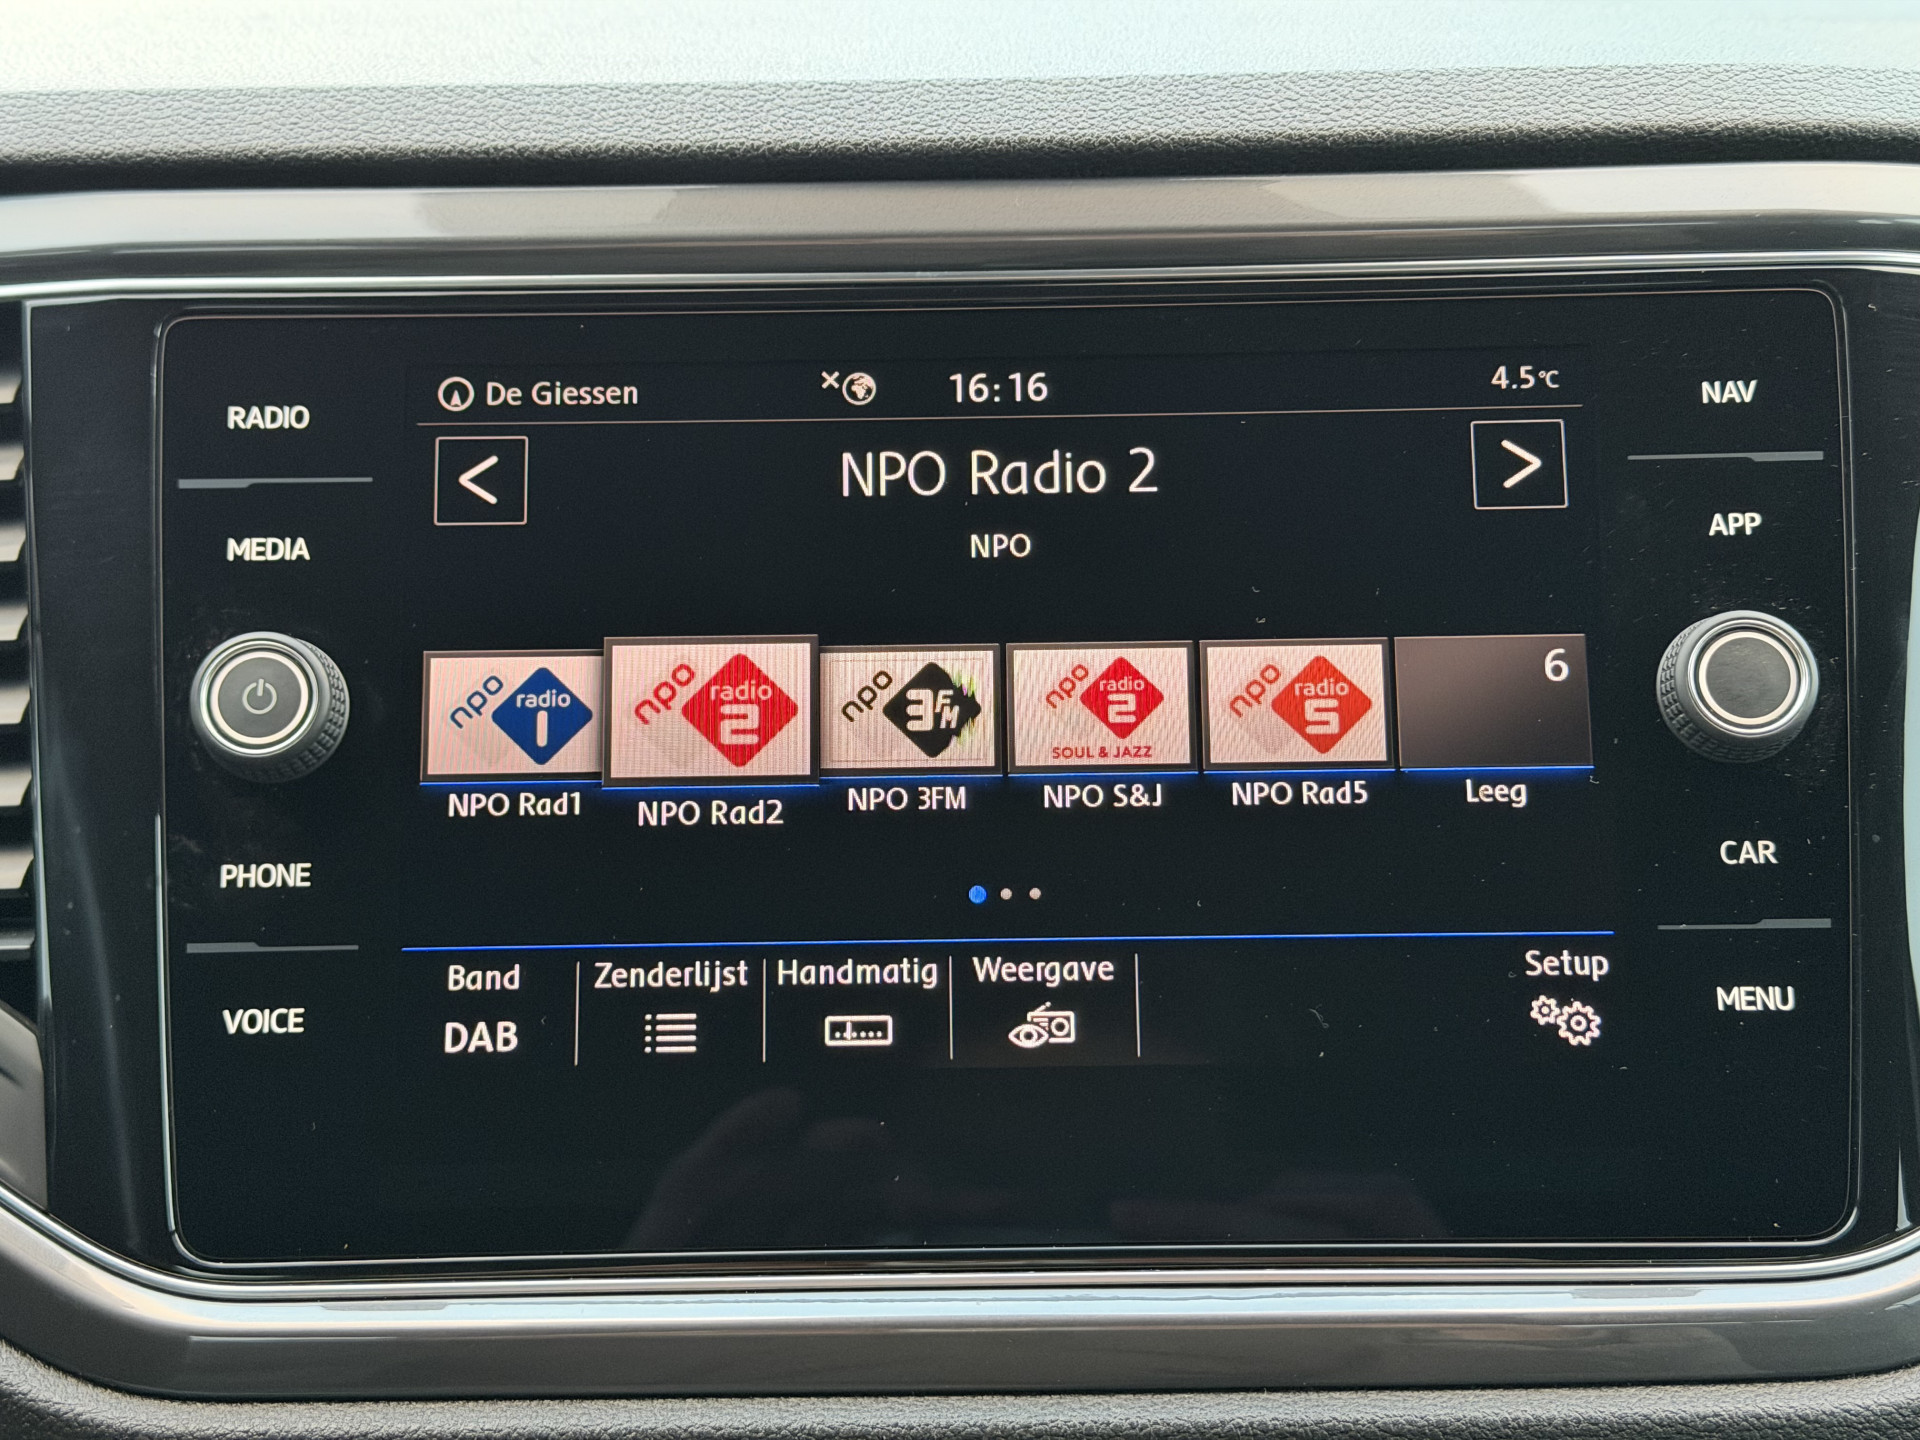 De Giessen 16:16 4.5°C
RADIO NAV
< NPO Radio 2 >
MEDIA NPO APP
npo radio 1
npo radio 2
npo 3FM
npo radio 2 SOUL & JAZZ
npo radio 5
6
NPO Rad1 NPO Rad2 NPO 3FM NPO S&J NPO Rad5 Leeg
PHONE CAR
Band Zenderlijst Handmatig Weergave Setup
DAB
VOICE MENU